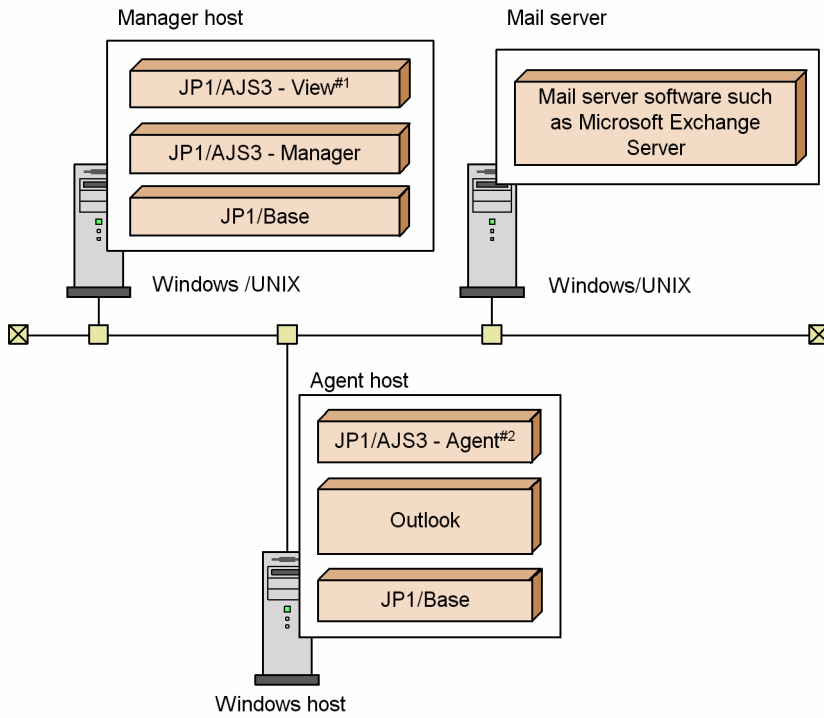 Manager host
JP1/AJS3 - View#1
JP1/AJS3 - Manager
JP1/Base
Windows /UNIX
Mail server
Mail server software such
as Microsoft Exchange
Server
Windows/UNIX
Agent host
JP1/AJS3 - Agent#2
Outlook
JP1/Base
Windows host